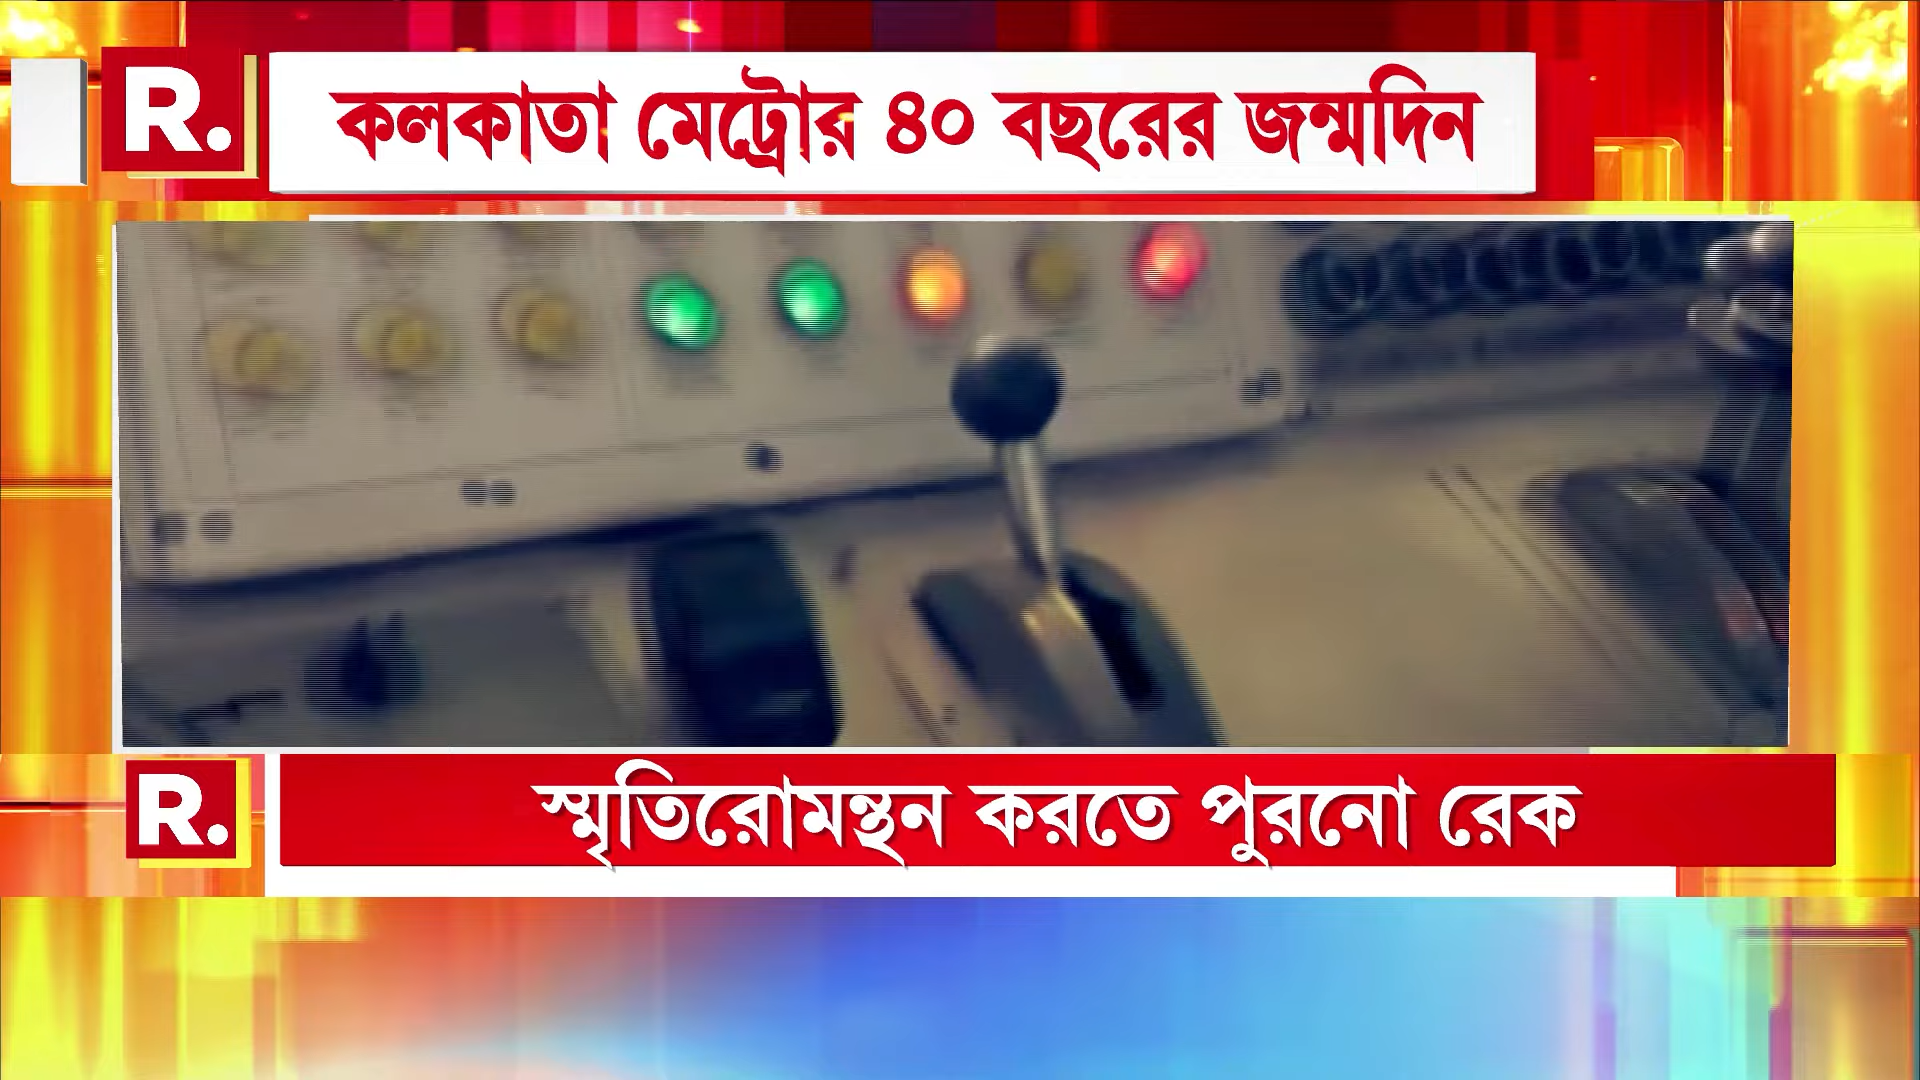 R.
কলকাতা মেট্রোর ৪০ বছরের জন্মদিন
R.
স্মৃতিরোমন্থন করতে পুরনো রেক